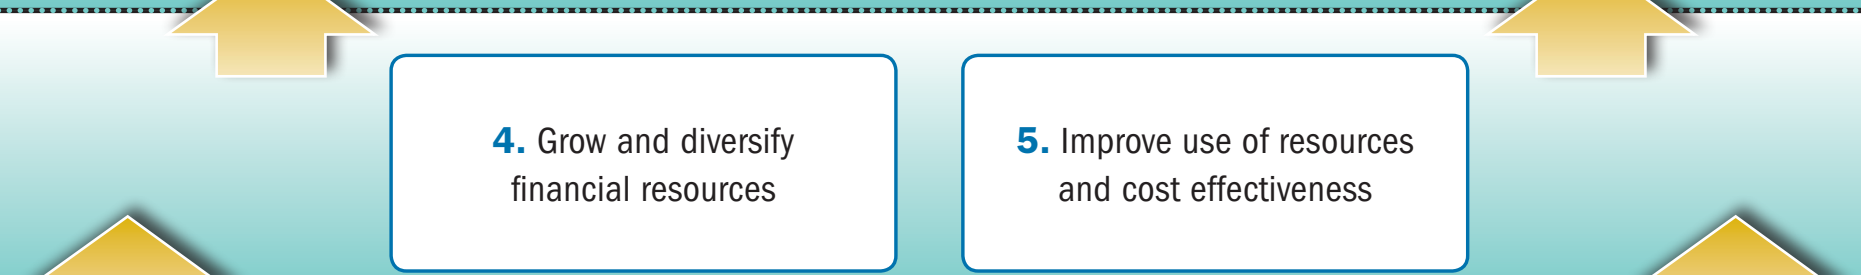 4. Grow and diversify
financial resources
5. Improve use of resources
and cost effectiveness